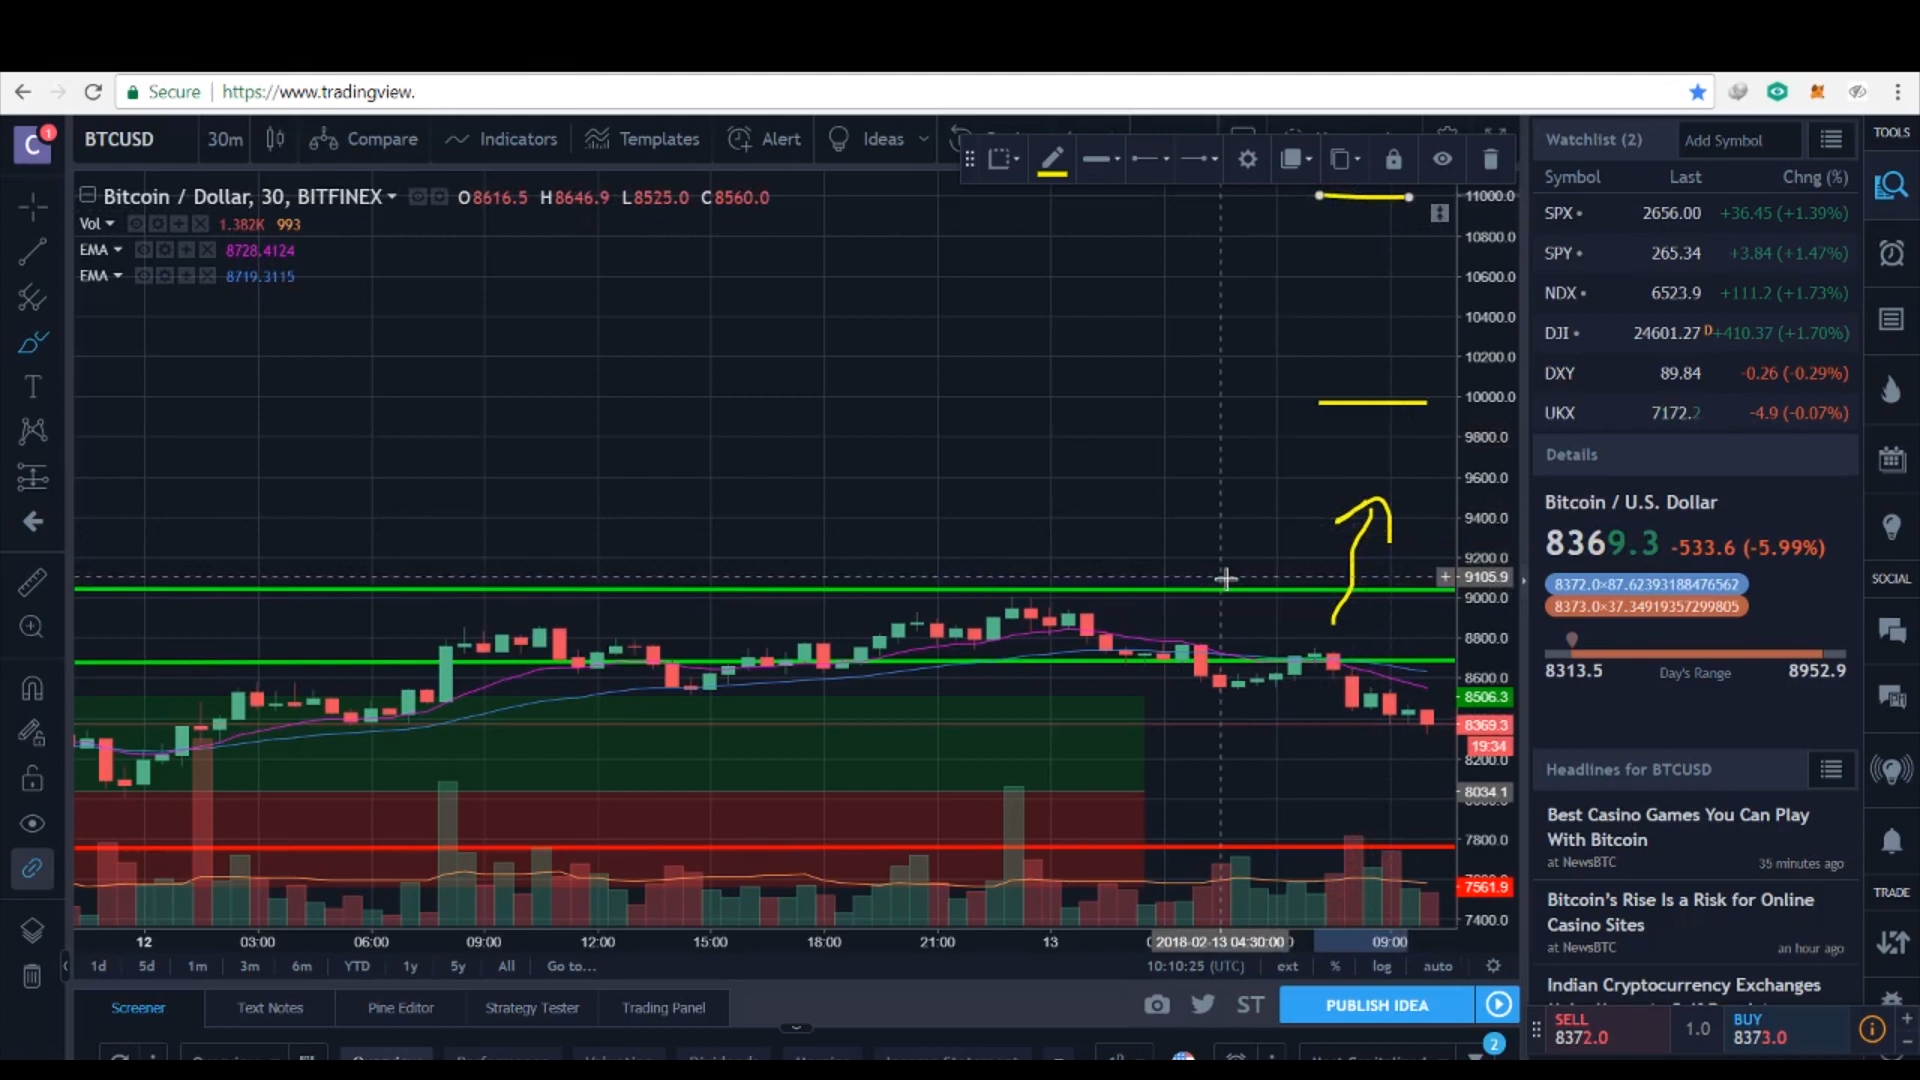 Secure | https://www.tradingview.
C 1
BTCUSD 30m Compare Indicators Templates Alert Ideas
Bitcoin / Dollar, 30, BITFINEX O8616.5 H8646.9 L8525.0 C8560.0
Vol 1.382K 993
EMA 8728.4124
EMA 8719.3115
11000.0
10800.0
10600.0
10400.0
10200.0
10000.0
9800.0
9600.0
9400.0
9200.0
9105.9
9000.0
8800.0
8600.0
8506.3
8369.3
19:34
8200.0
8034.1
7800.0
7561.9
7400.0
12 03:00 06:00 09:00 12:00 15:00 18:00 21:00 13 2018-02-13 04:30:00 09:00
1d 5d 1m 3m 6m YTD 1y 5y All Go to... 10:10:25 (UTC) ext % log auto
Screener Text Notes Pine Editor Strategy Tester Trading Panel ST PUBLISH IDEA
2
Watchlist (2) Add Symbol
Symbol Last Chng (%)
SPX 2656.00 +36.45 (+1.39%)
SPY 265.34 +3.84 (+1.47%)
NDX 6523.9 +111.2 (+1.73%)
DJI 24601.27 D +410.37 (+1.70%)
DXY 89.84 -0.26 (-0.29%)
UKX 7172.2 -4.9 (-0.07%)
Details
Bitcoin / U.S. Dollar
8369.3 -533.6 (-5.99%)
8372.0×87.62393188476562
8373.0×37.34919357299805
8313.5 Day's Range 8952.9
Headlines for BTCUSD
Best Casino Games You Can Play
With Bitcoin
at NewsBTC 35 minutes ago
Bitcoin's Rise Is a Risk for Online
Casino Sites
at NewsBTC an hour ago
Indian Cryptocurrency Exchanges
SELL
8372.0
1.0
BUY
8373.0
TOOLS
SOCIAL
TRADE